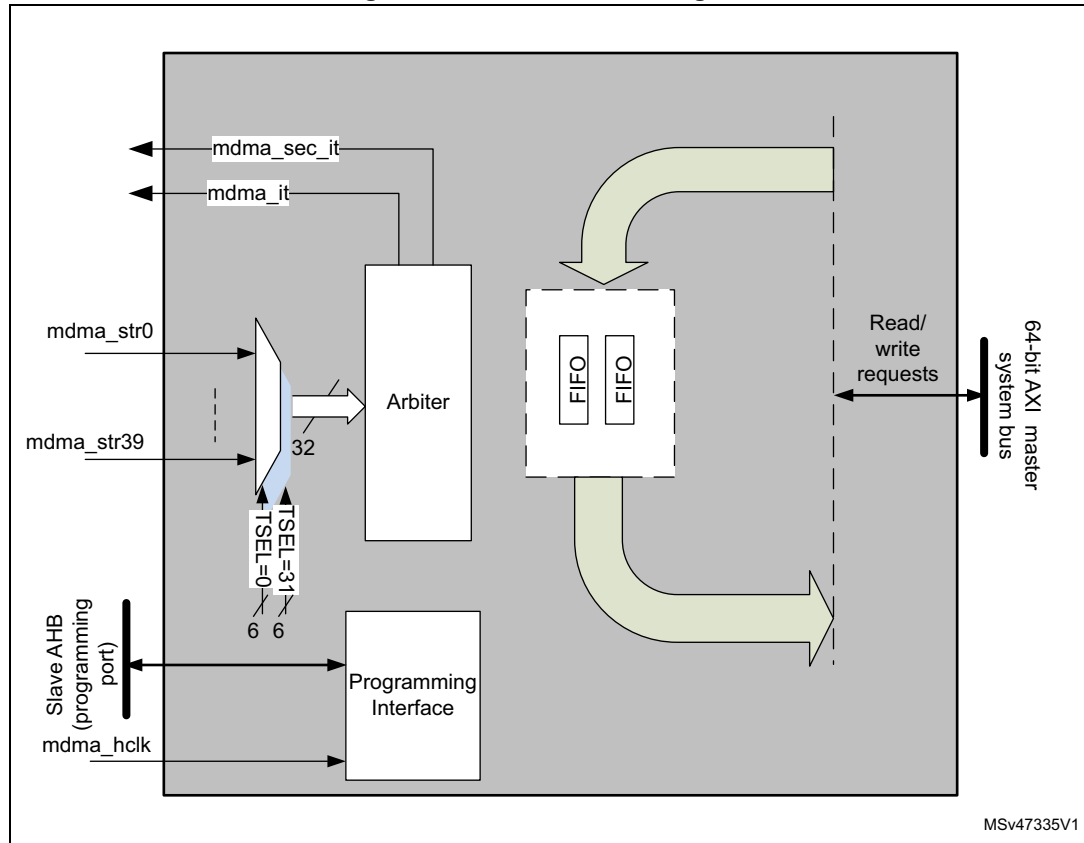 mdma_sec_it
mdma_it
mdma_str0
mdma_str39
32
Arbiter
TSEL=0
TSEL=31
6
6
FIFO
FIFO
Read/
write
requests
64-bit AXI master
system bus
Slave AHB
(programming
port)
Programming
Interface
mdma_hclk
MSv47335V1